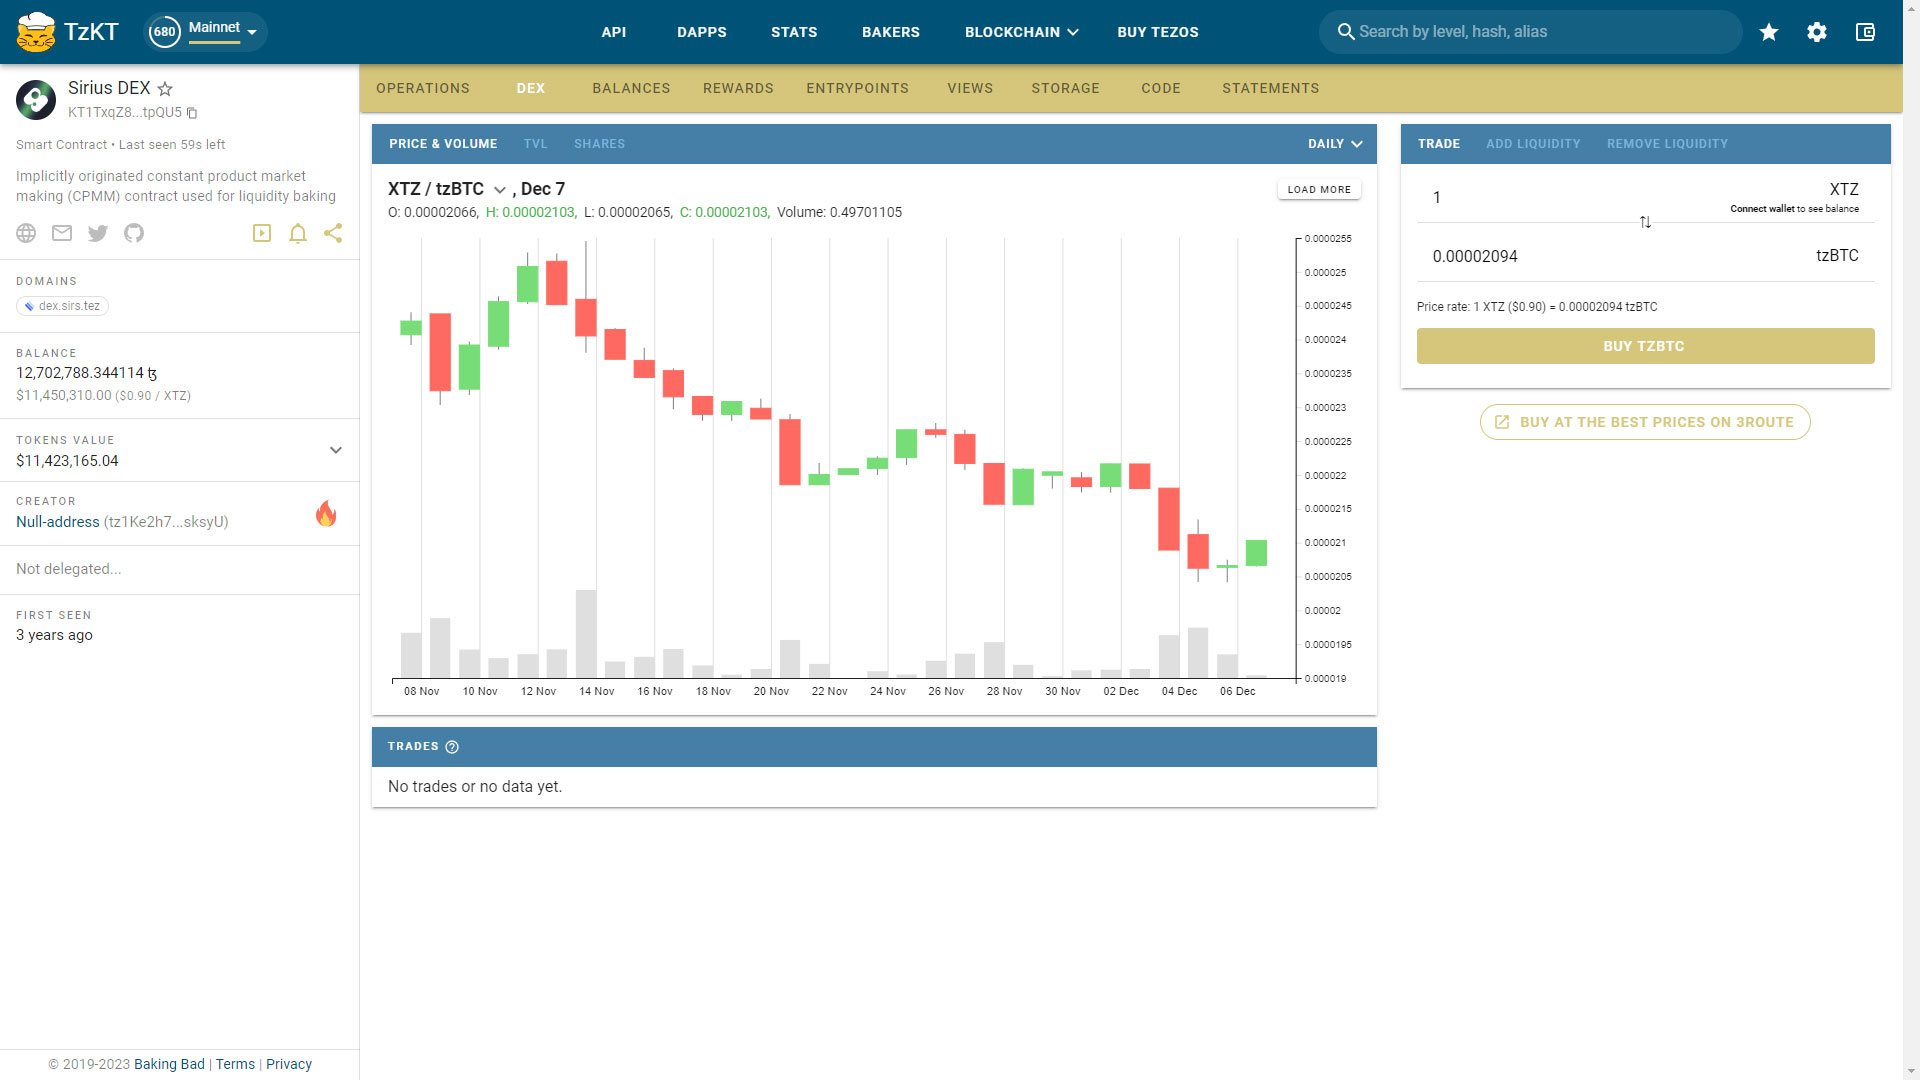 TzKT
680
Mainnet
API
DAPPS
STATS
BAKERS
BLOCKCHAIN
BUY TEZOS
Search by level, hash, alias
Sirius DEX
KT1TxqZ8...tpQU5
Smart Contract • Last seen 59s left
Implicitly originated constant product market
making (CPMM) contract used for liquidity baking
DOMAINS
dex.sirs.tez
BALANCE
12,702,788.344114 ꜩ
$11,450,310.00 ($0.90 / XTZ)
TOKENS VALUE
$11,423,165.04
CREATOR
Null-address (tz1Ke2h7...sksyU)
Not delegated...
FIRST SEEN
3 years ago
© 2019-2023 Baking Bad | Terms | Privacy
OPERATIONS
DEX
BALANCES
REWARDS
ENTRYPOINTS
VIEWS
STORAGE
CODE
STATEMENTS
PRICE & VOLUME
TVL
SHARES
DAILY
XTZ / tzBTC , Dec 7
LOAD MORE
O: 0.00002066, H: 0.00002103, L: 0.00002065, C: 0.00002103, Volume: 0.49701105
0.0000255
0.000025
0.0000245
0.000024
0.0000235
0.000023
0.0000225
0.000022
0.0000215
0.000021
0.0000205
0.00002
0.0000195
0.000019
08 Nov
10 Nov
12 Nov
14 Nov
16 Nov
18 Nov
20 Nov
22 Nov
24 Nov
26 Nov
28 Nov
30 Nov
02 Dec
04 Dec
06 Dec
TRADES
No trades or no data yet.
TRADE
ADD LIQUIDITY
REMOVE LIQUIDITY
1
XTZ
Connect wallet to see balance
0.00002094
tzBTC
Price rate: 1 XTZ ($0.90) = 0.00002094 tzBTC
BUY TZBTC
BUY AT THE BEST PRICES ON 3ROUTE